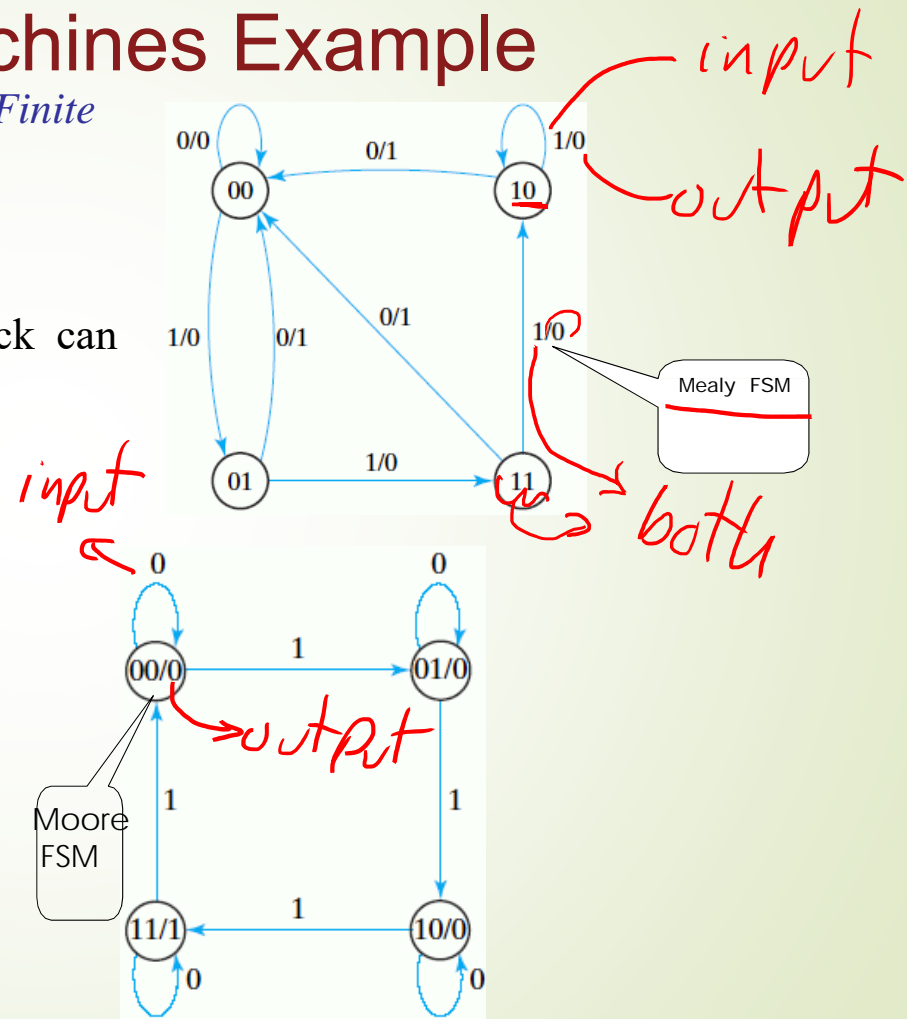 chines Example
Finite
input
0/0
0/1
1/0
output
00
10
ck can
1/0
0/1
0/1
1/0
Mealy FSM
01
1/0
11
both
input
0
0
00/0
1
01/0
output
1
1
Moore
FSM
11/1
1
10/0
0
0